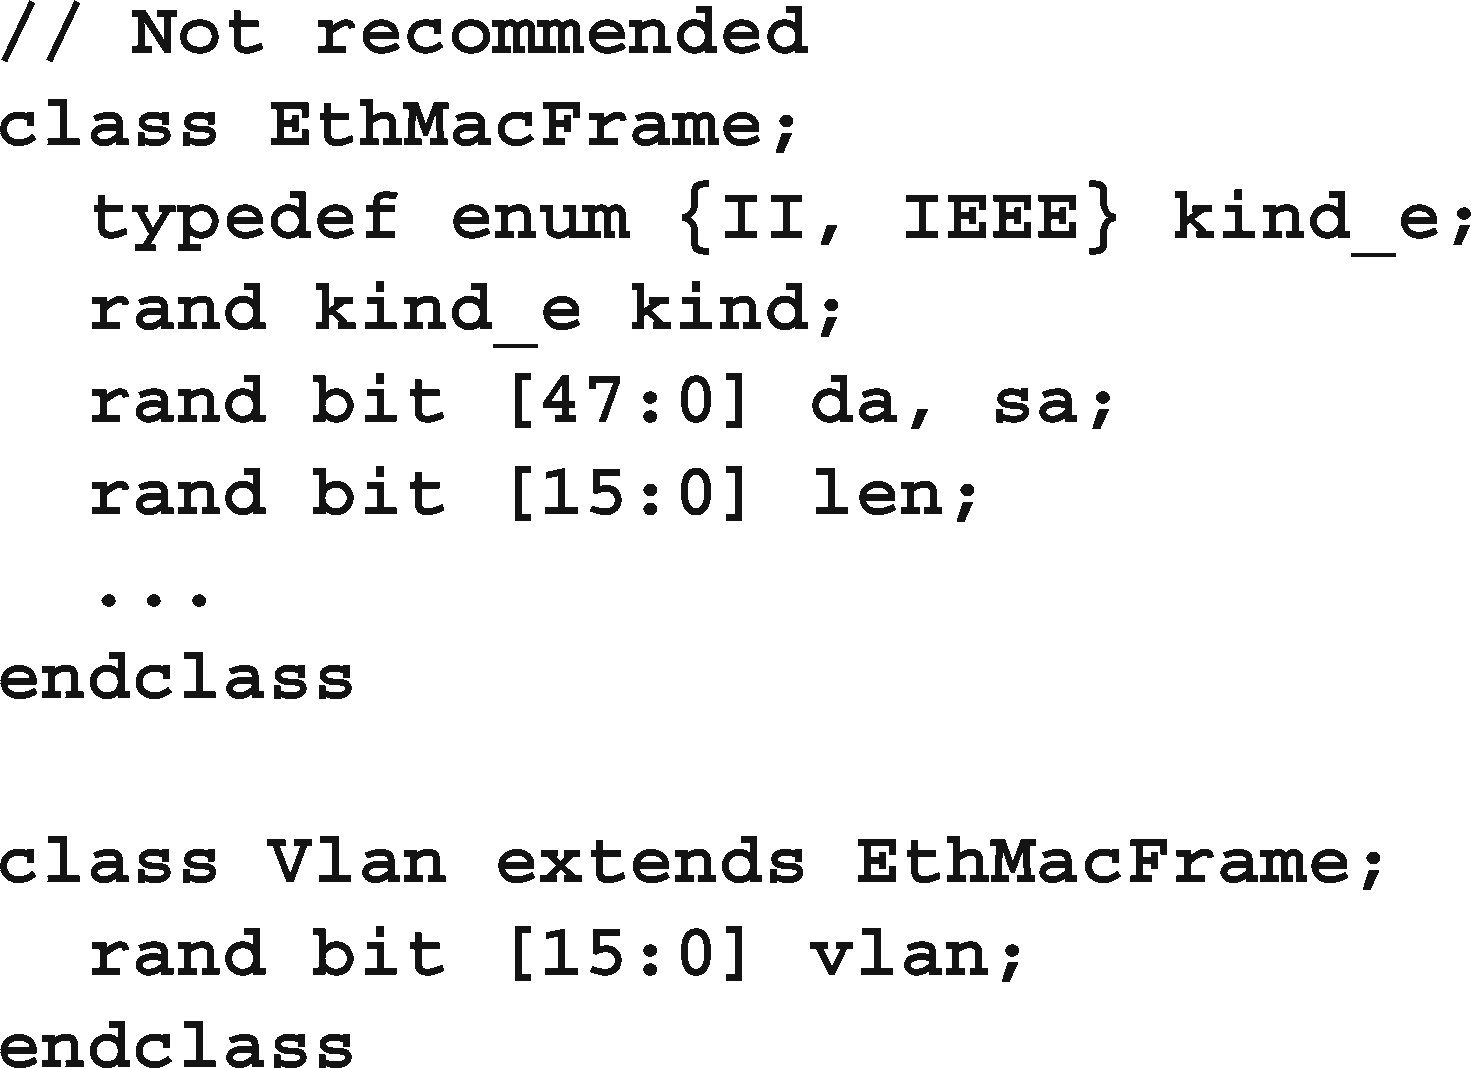 // Not recommended
class EthMacFrame;
  typedef enum {II, IEEE} kind_e;
  rand kind_e kind;
  rand bit [47:0] da, sa;
  rand bit [15:0] len;
  ...
endclass

class Vlan extends EthMacFrame;
  rand bit [15:0] vlan;
endclass